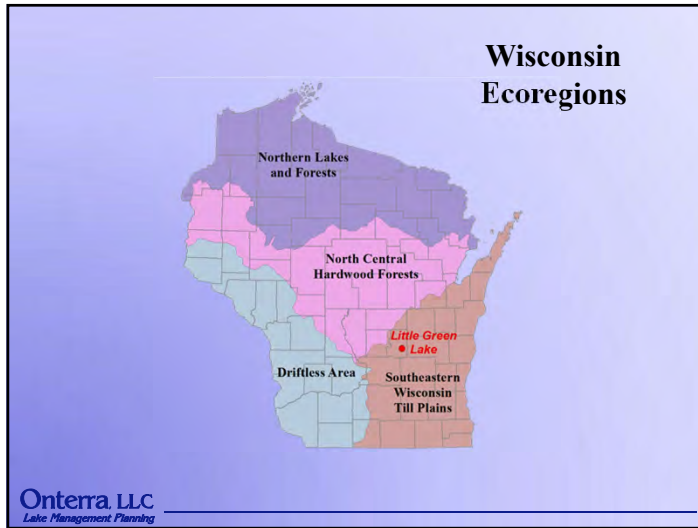 Wisconsin
Ecoregions
Northern Lakes
and Forests
North Central
Hardwood Forests
Little Green
Lake
Driftless Area
Southeastern
Wisconsin
Till Plains
Onterra, LLC
Lake Management Planning